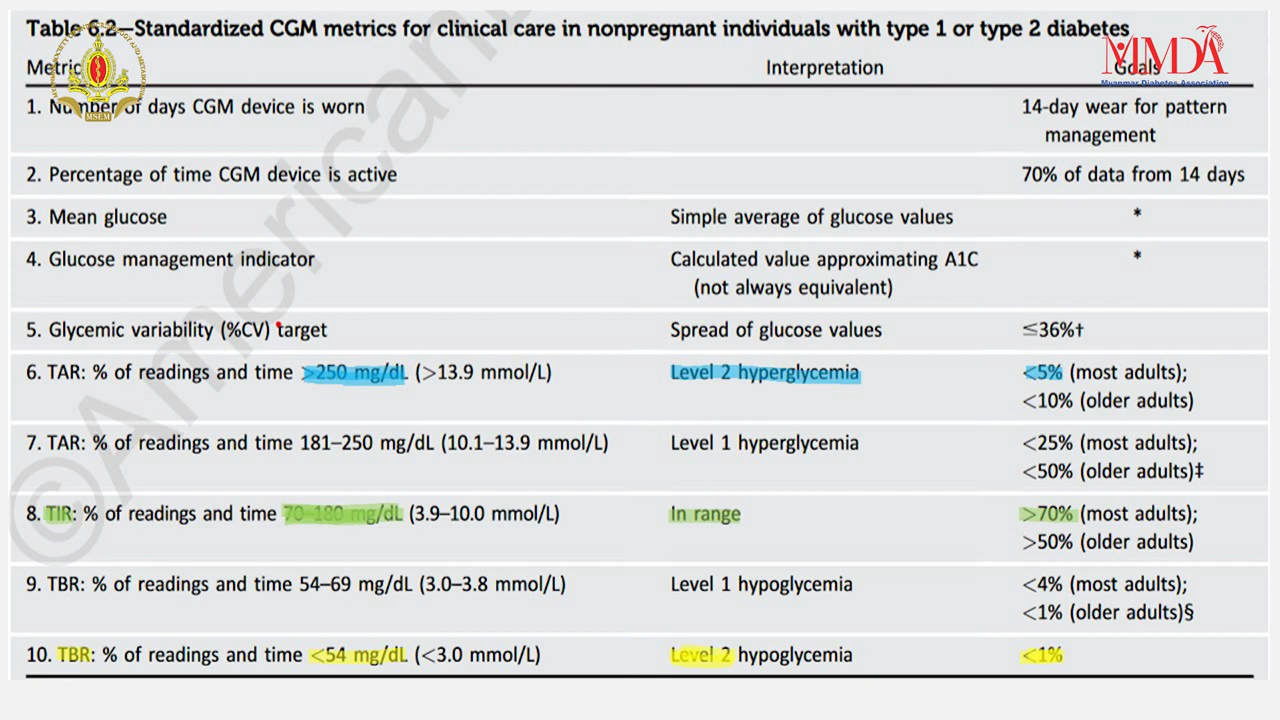 Table 6.2—Standardized CGM metrics for clinical care in nonpregnant individuals with type 1 or type 2 diabetes
Metric Interpretation Goals
1. Number of days CGM device is worn 14-day wear for pattern
management
2. Percentage of time CGM device is active 70% of data from 14 days
3. Mean glucose Simple average of glucose values *
4. Glucose management indicator Calculated value approximating A1C *
(not always equivalent)
5. Glycemic variability (%CV) target Spread of glucose values ≤36%†
6. TAR: % of readings and time >250 mg/dL (>13.9 mmol/L) Level 2 hyperglycemia <5% (most adults);
<10% (older adults)
7. TAR: % of readings and time 181–250 mg/dL (10.1–13.9 mmol/L) Level 1 hyperglycemia <25% (most adults);
<50% (older adults)‡
8. TIR: % of readings and time 70–180 mg/dL (3.9–10.0 mmol/L) In range >70% (most adults);
>50% (older adults)
9. TBR: % of readings and time 54–69 mg/dL (3.0–3.8 mmol/L) Level 1 hypoglycemia <4% (most adults);
<1% (older adults)§
10. TBR: % of readings and time <54 mg/dL (<3.0 mmol/L) Level 2 hypoglycemia <1%
©American
MSEM
MMDA
Myanmar Diabetes Association